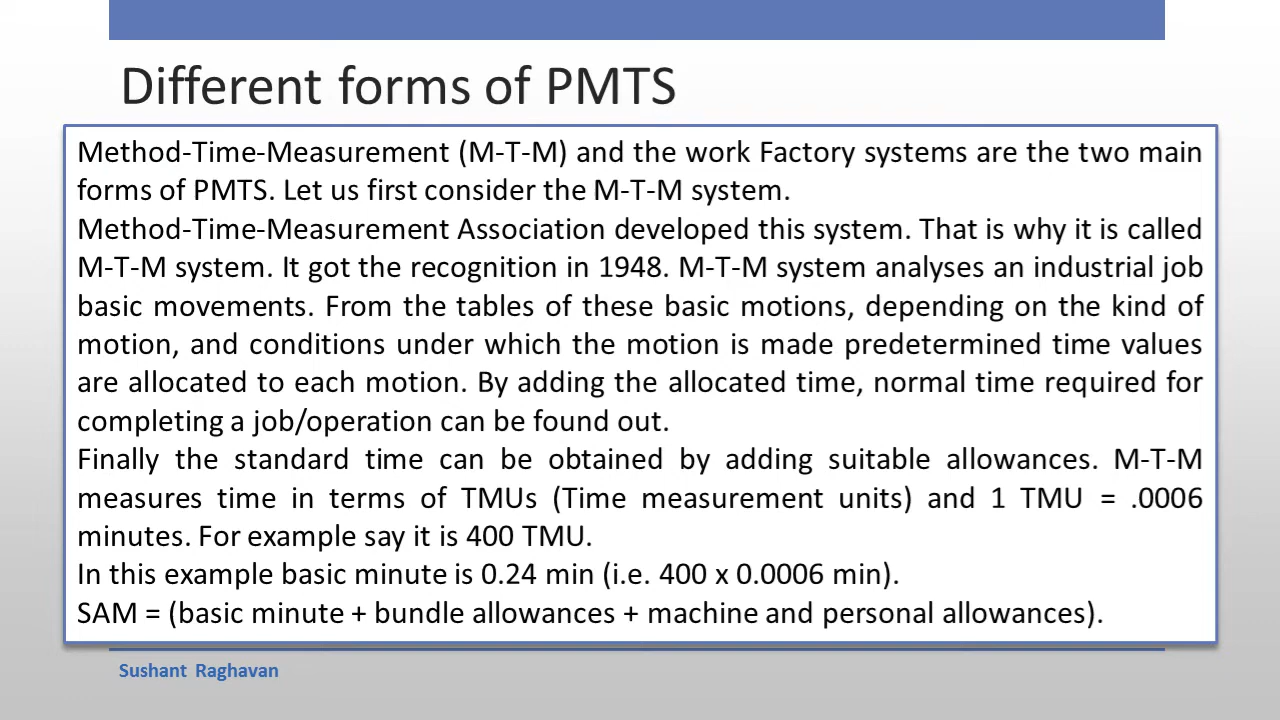 Different forms of PMTS
Method-Time-Measurement (M-T-M) and the work Factory systems are the two main
forms of PMTS. Let us first consider the M-T-M system.
Method-Time-Measurement Association developed this system. That is why it is called
M-T-M system. It got the recognition in 1948. M-T-M system analyses an industrial job
basic movements. From the tables of these basic motions, depending on the kind of
motion, and conditions under which the motion is made predetermined time values
are allocated to each motion. By adding the allocated time, normal time required for
completing a job/operation can be found out.
Finally the standard time can be obtained by adding suitable allowances. M-T-M
measures time in terms of TMUs (Time measurement units) and 1 TMU = .0006
minutes. For example say it is 400 TMU.
In this example basic minute is 0.24 min (i.e. 400 x 0.0006 min).
SAM = (basic minute + bundle allowances + machine and personal allowances).
Sushant Raghavan